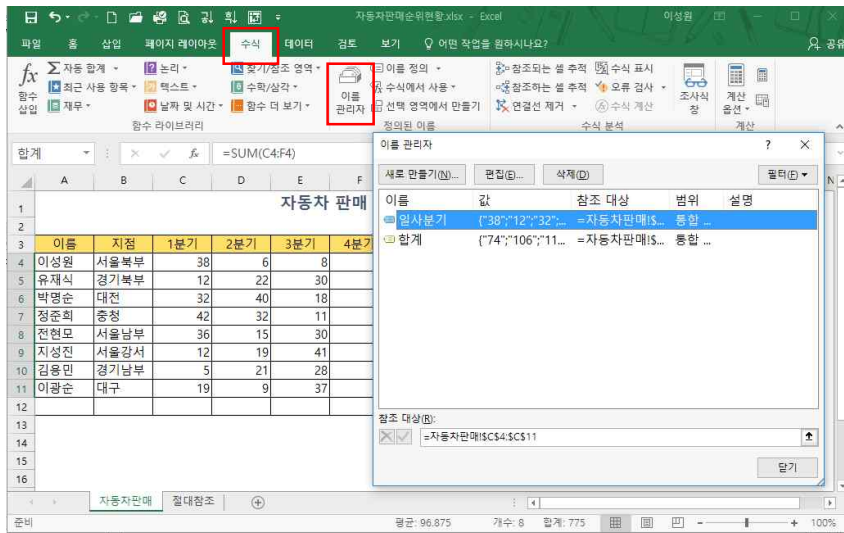 자동차판매순위현황.xlsx - Excel 이성원
파일 홈 삽입 페이지 레이아웃 수식 데이터 검토 보기 어떤 작업을 원하시나요? 공유
fx 함수 삽입
Σ 자동 합계 논리 찾기/참조 영역
최근 사용 항목 텍스트 수학/삼각
재무 날짜 및 시간 함수 더 보기
함수 라이브러리
이름 관리자
이름 정의
수식에서 사용
선택 영역에서 만들기
정의된 이름
참조되는 셀 추적 수식 표시
참조하는 셀 추적 오류 검사
연결선 제거 수식 계산
수식 분석
조사식 창
계산 옵션
계산
합계 fx =SUM(C4:F4)
A B C D E F N
1 자동차 판매
2
3 이름 지점 1분기 2분기 3분기 4분기
4 이성원 서울북부 38 6 8
5 유재식 경기북부 12 22 30
6 박명순 대전 32 40 18
7 정준희 충청 42 32 11
8 전현모 서울남부 36 15 30
9 지성진 서울강서 12 19 41
10 김용민 경기남부 5 21 28
11 이광순 대구 19 9 37
12
13
14
15
16
이름 관리자 ? ×
새로 만들기(N)... 편집(E)... 삭제(D) 필터(F)
이름 값 참조 대상 범위 설명
일사분기 {"38";"12";"32";... =자동차판매!$... 통합 ...
합계 {"74";"106";"11... =자동차판매!$... 통합 ...
참조 대상(R):
=자동차판매!$C$4:$C$11
닫기
자동차판매 절대참조
준비 평균: 96.875 개수: 8 합계: 775 - + 100%